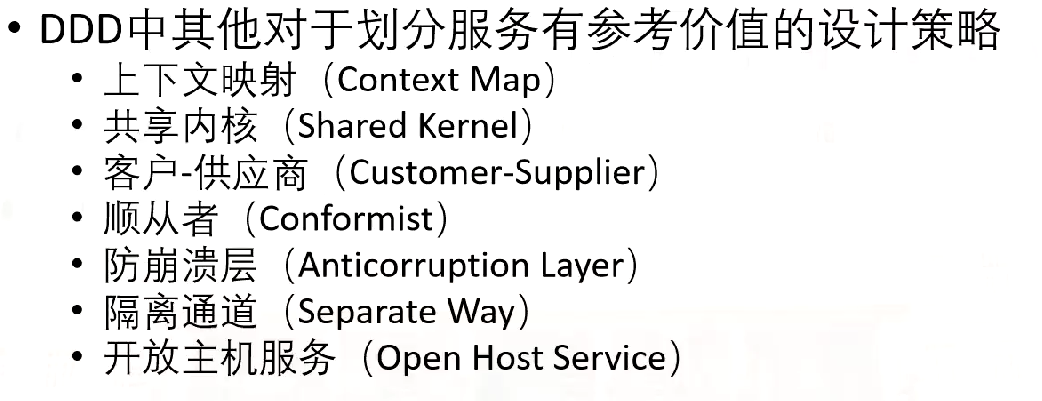 • DDD中其他对于划分服务有参考价值的设计策略
• 上下文映射（Context Map）
• 共享内核（Shared Kernel）
• 客户-供应商（Customer-Supplier）
• 顺从者（Conformist）
• 防崩溃层（Anticorruption Layer）
• 隔离通道（Separate Way）
• 开放主机服务（Open Host Service）